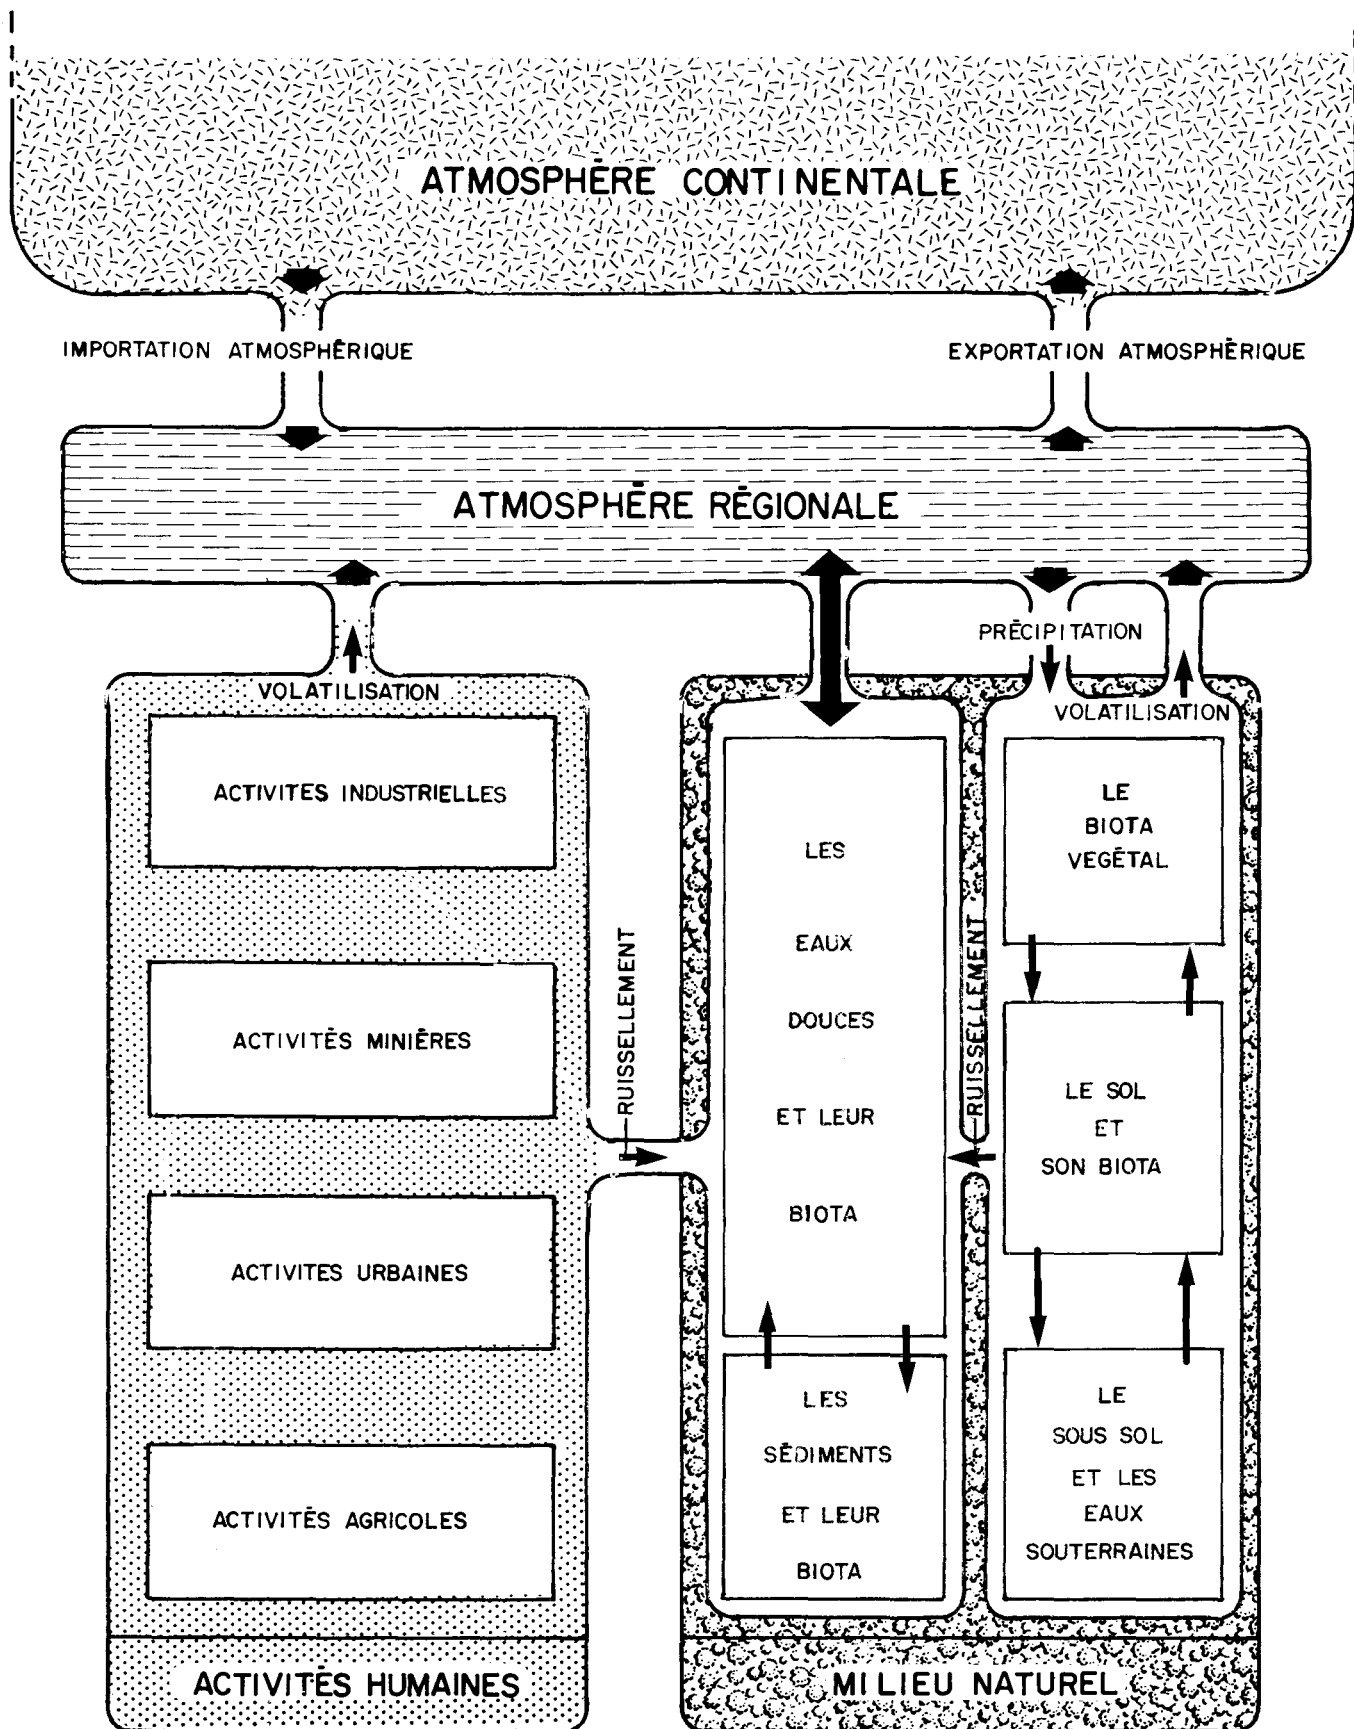 ATMOSPHÈRE CONTINENTALE
IMPORTATION ATMOSPHÉRIQUE
EXPORTATION ATMOSPHÉRIQUE
ATMOSPHÈRE RÉGIONALE
PRÉCIPITATION
VOLATILISATION
VOLATILISATION
ACTIVITES INDUSTRIELLES
ACTIVITÉS MINIÈRES
ACTIVITES URBAINES
ACTIVITÉS AGRICOLES
ACTIVITÉS HUMAINES
RUISSELLEMENT
LES
EAUX
DOUCES
ET LEUR
BIOTA
LES
SÉDIMENTS
ET LEUR
BIOTA
RUISSELLEMENT
LE
BIOTA
VEGÉTAL
LE SOL
ET
SON BIOTA
LE
SOUS SOL
ET LES
EAUX
SOUTERRAINES
MILIEU NATUREL